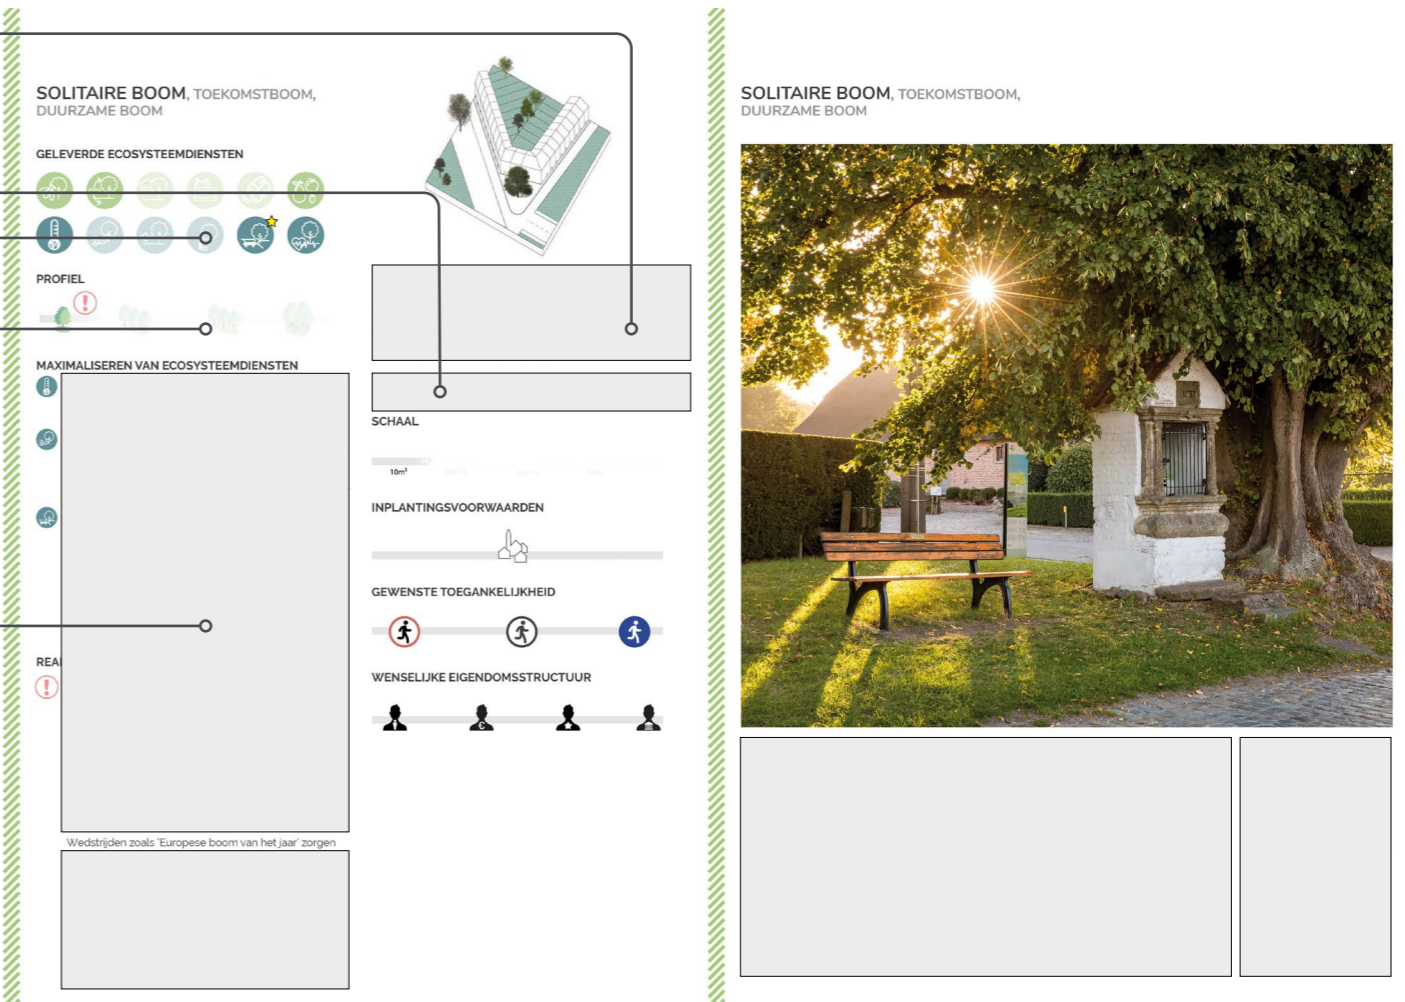 SOLITAIRE BOOM, TOEKOMSTBOOM,
DUURZAME BOOM
GELEVERDE ECOSYSTEEMDIENSTEN
PROFIEL
MAXIMALISEREN VAN ECOSYSTEEMDIENSTEN
Wedstrijden zoals 'Europese boom van het jaar' zorgen
SCHAAL
10m²
INPLANTINGSVOORWAARDEN
GEWENSTE TOEGANKELIJKHEID
WENSELIJKE EIGENDOMSSTRUCTUUR
SOLITAIRE BOOM, TOEKOMSTBOOM,
DUURZAME BOOM